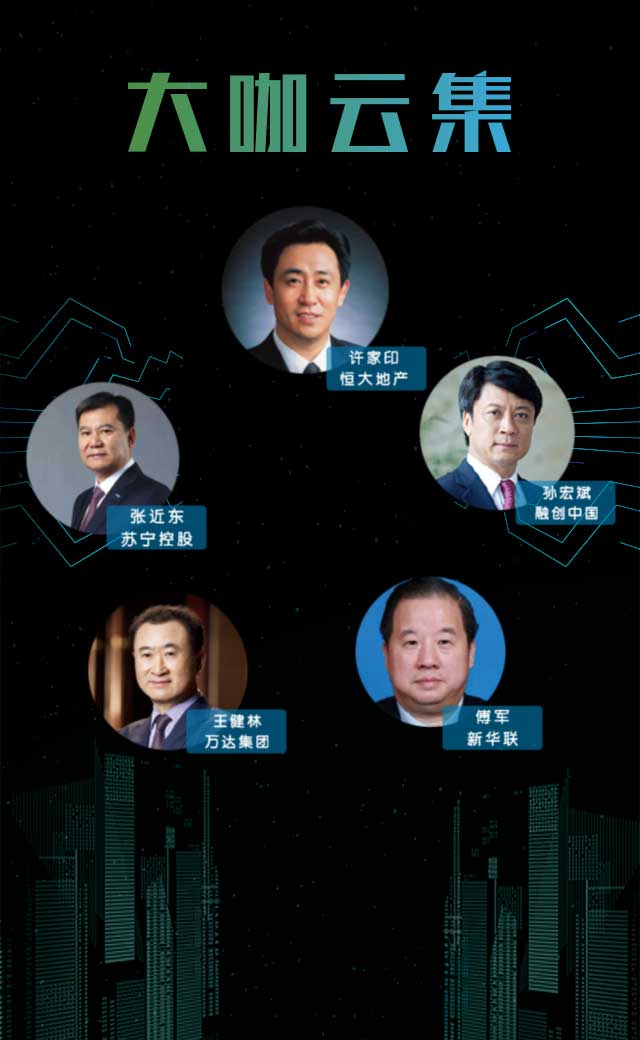 大咖云集
许家印
恒大地产
孙宏斌
融创中国
张近东
苏宁控股
王健林
万达集团
傅军
新华联